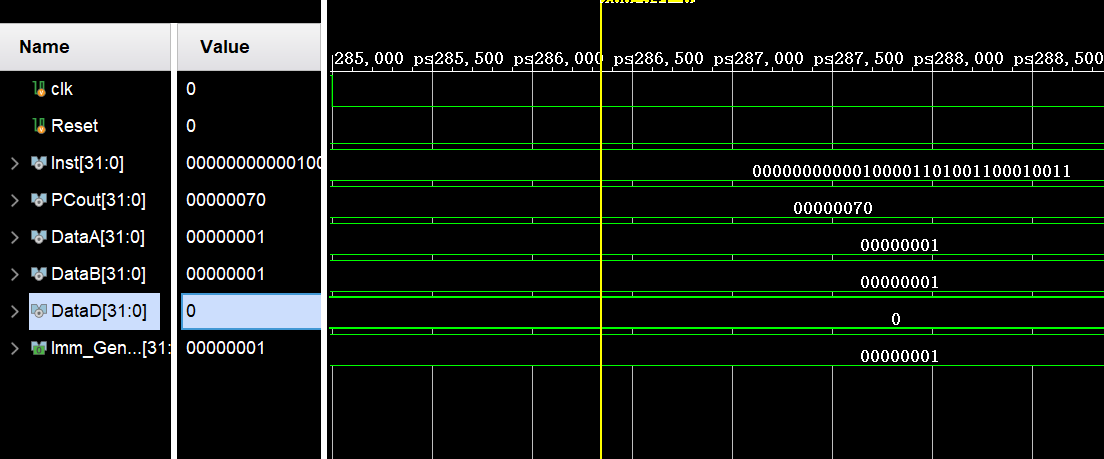 Name Value
285,000 ps 285,500 ps 286,000 ps 286,500 ps 287,000 ps 287,500 ps 288,000 ps 288,500
clk 0
Reset 0
Inst[31:0] 00000000000100 00000000000100001101001100010011
PCout[31:0] 00000070 00000070
DataA[31:0] 00000001 00000001
DataB[31:0] 00000001 00000001
DataD[31:0] 0 0
Imm_Gen...[31: 00000001 00000001